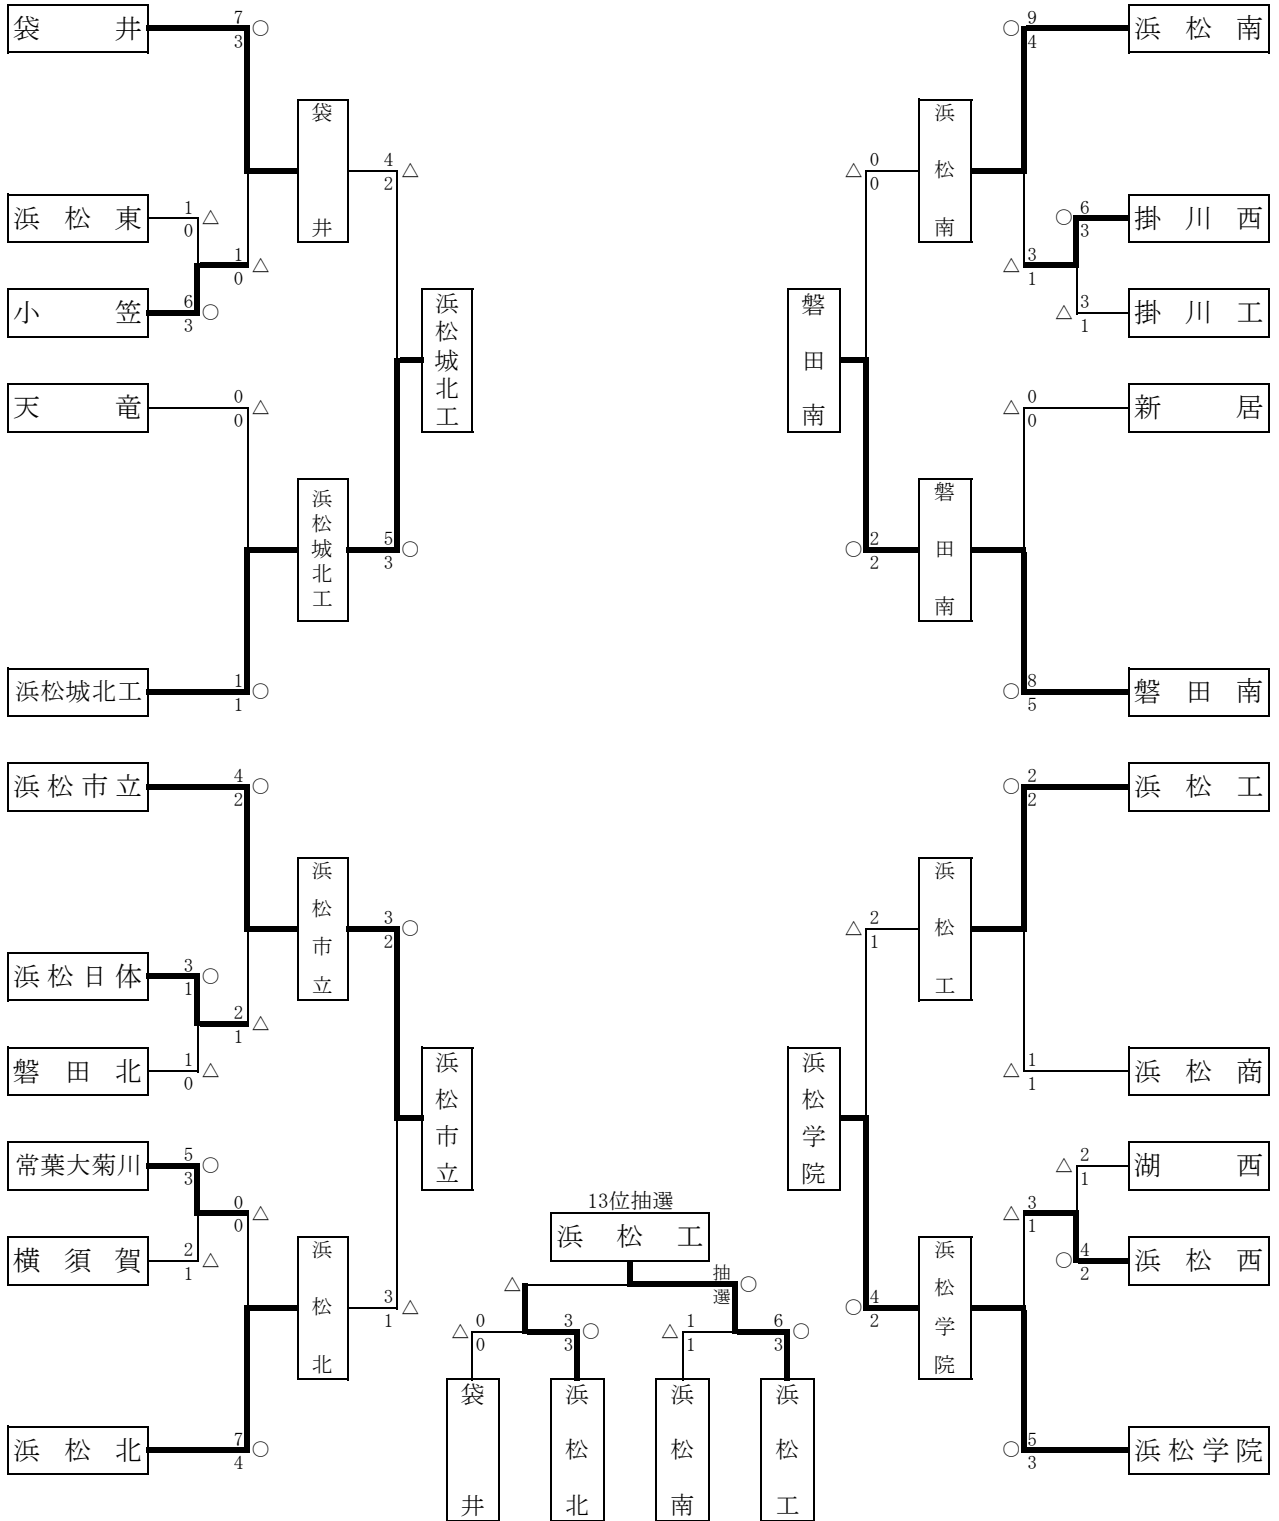 袋井
7
3
○
袋井
4
2
△
浜松東
1
0
△
1
0
△
小笠
6
3
○
浜松城北工
天竜
0
0
△
浜松城北工
5
3
○
浜松城北工
1
1
○
浜松市立
4
2
○
浜松市立
3
2
○
浜松日体
3
1
○
2
1
△
磐田北
1
0
△
浜松市立
常葉大菊川
5
3
○
0
0
△
横須賀
2
1
△
浜松北
3
1
△
浜松北
7
4
○
○
9
4
浜松南
△
0
0
浜松南
○
6
3
掛川西
△
3
1
△
3
1
掛川工
磐田南
△
0
0
新居
○
2
2
磐田南
○
8
5
磐田南
○
2
2
浜松工
△
2
1
浜松工
△
1
1
浜松商
浜松学院
△
2
1
湖西
△
3
1
○
4
2
浜松西
○
4
2
浜松学院
○
5
3
浜松学院
13位抽選
浜松工
△
抽選
○
△
0
0
3
3
○
△
1
1
6
3
○
袋井
浜松北
浜松南
浜松工